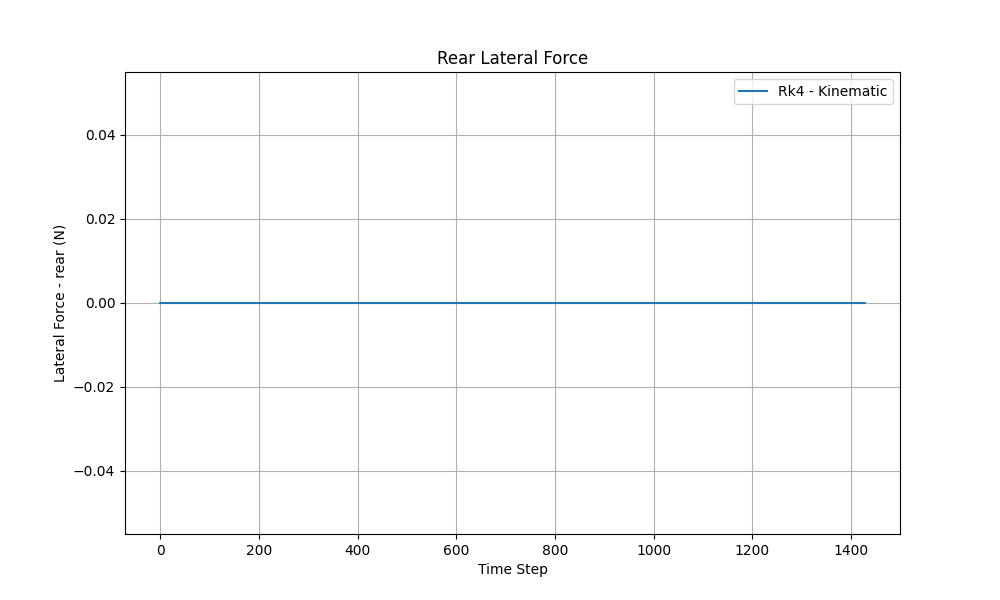 Rear Lateral Force
Rk4 - Kinematic
Lateral Force - rear (N)
0.04
0.02
0.00
−0.02
−0.04
0 200 400 600 800 1000 1200 1400
Time Step